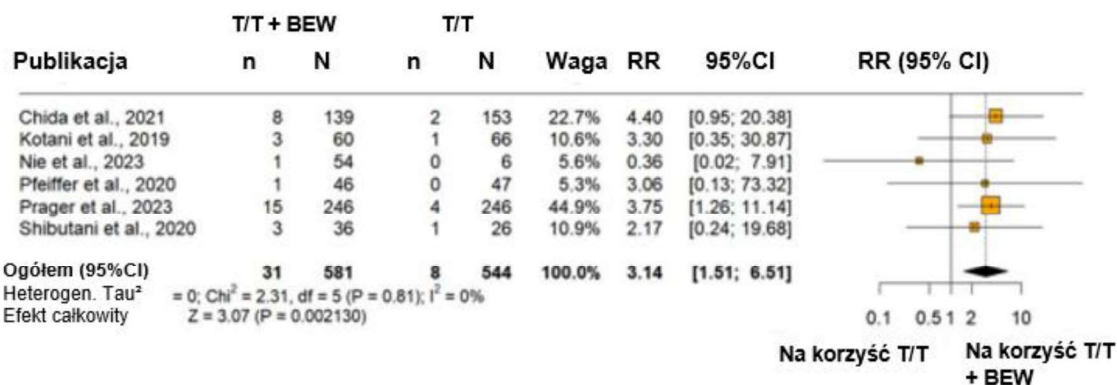 T/T + BEW T/T
Publikacja n N n N Waga RR 95%CI RR (95% CI)
Chida et al., 2021 8 139 2 153 22.7% 4.40 [0.95; 20.38]
Kotani et al., 2019 3 60 1 66 10.6% 3.30 [0.35; 30.87]
Nie et al., 2023 1 54 0 6 5.6% 0.36 [0.02; 7.91]
Pfeiffer et al., 2020 1 46 0 47 5.3% 3.06 [0.13; 73.32]
Prager et al., 2023 15 246 4 246 44.9% 3.75 [1.26; 11.14]
Shibutani et al., 2020 3 36 1 26 10.9% 2.17 [0.24; 19.68]
Ogółem (95%CI) 31 581 8 544 100.0% 3.14 [1.51; 6.51]
Heterogen. Tau² = 0; Chi² = 2.31, df = 5 (P = 0.81); I² = 0%
Efekt całkowity Z = 3.07 (P = 0.002130)
0.1 0.5 1 2 10
Na korzyść T/T Na korzyść T/T
+ BEW